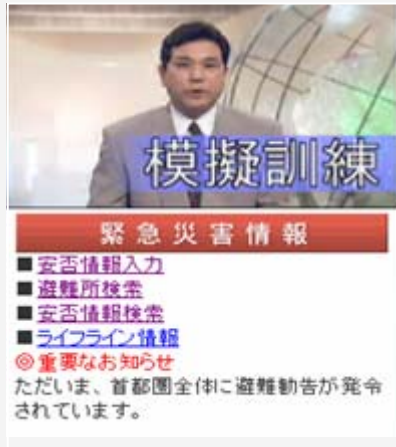 模擬訓練
緊急災害情報
■安否情報入力
■避難所検索
■安否情報検索
■ライフライン情報
◎重要なお知らせ
ただいま、首都圏全体に避難勧告が発令
されています。